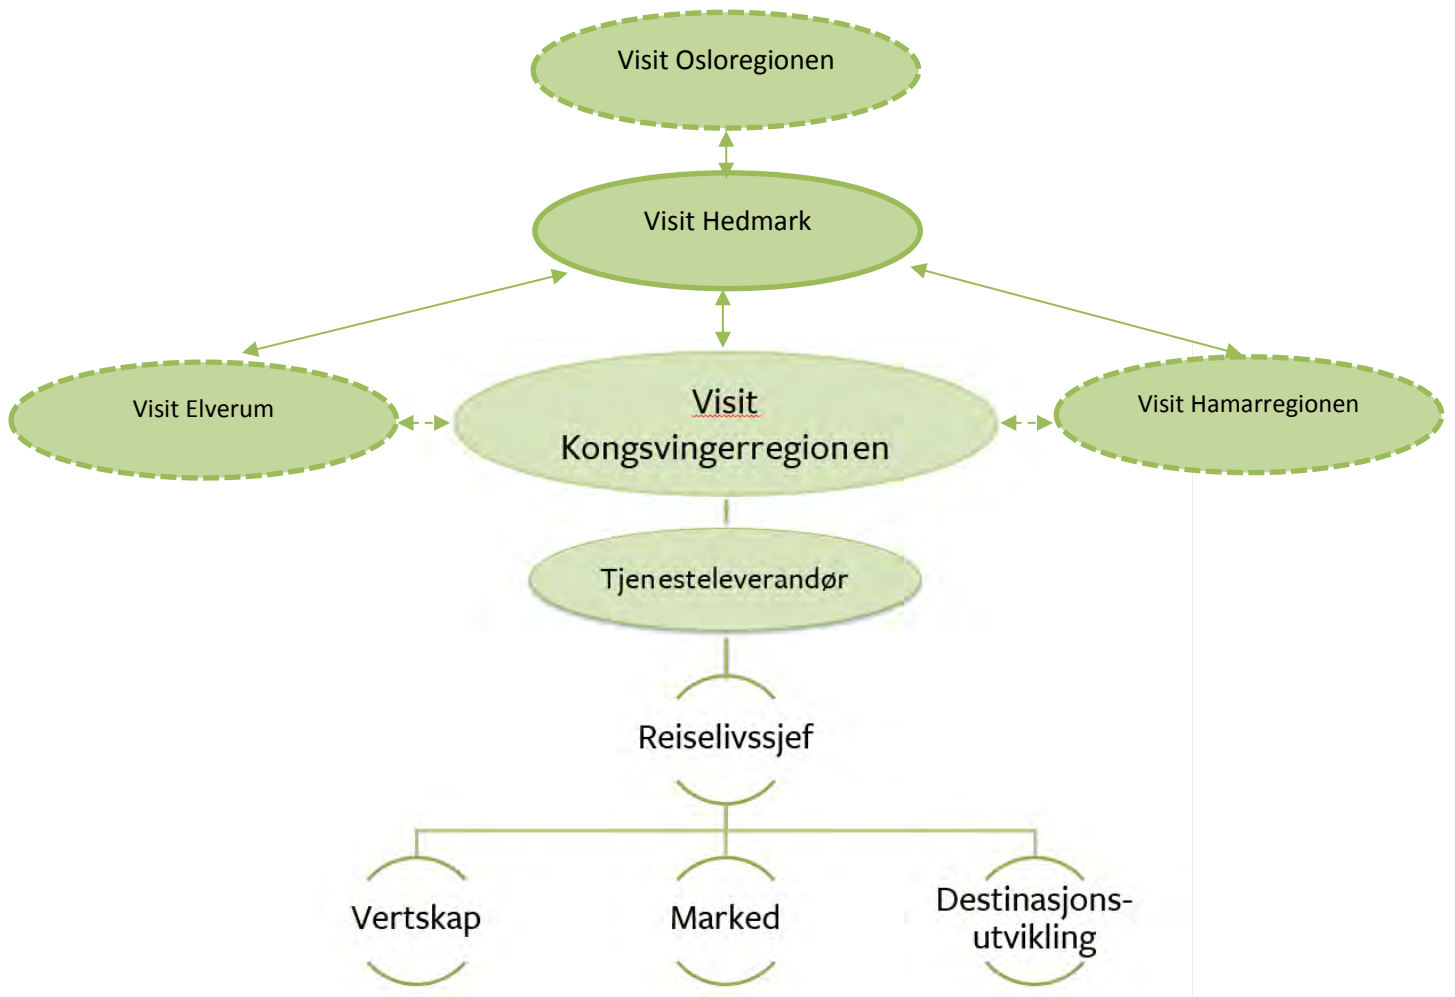 Visit Osloregionen
Visit Hedmark
Visit Elverum
Visit
Kongsvingerregionen
Visit Hamarregionen
Tjenesteleverandør
Reiselivssjef
Vertskap
Marked
Destinasjons-
utvikling